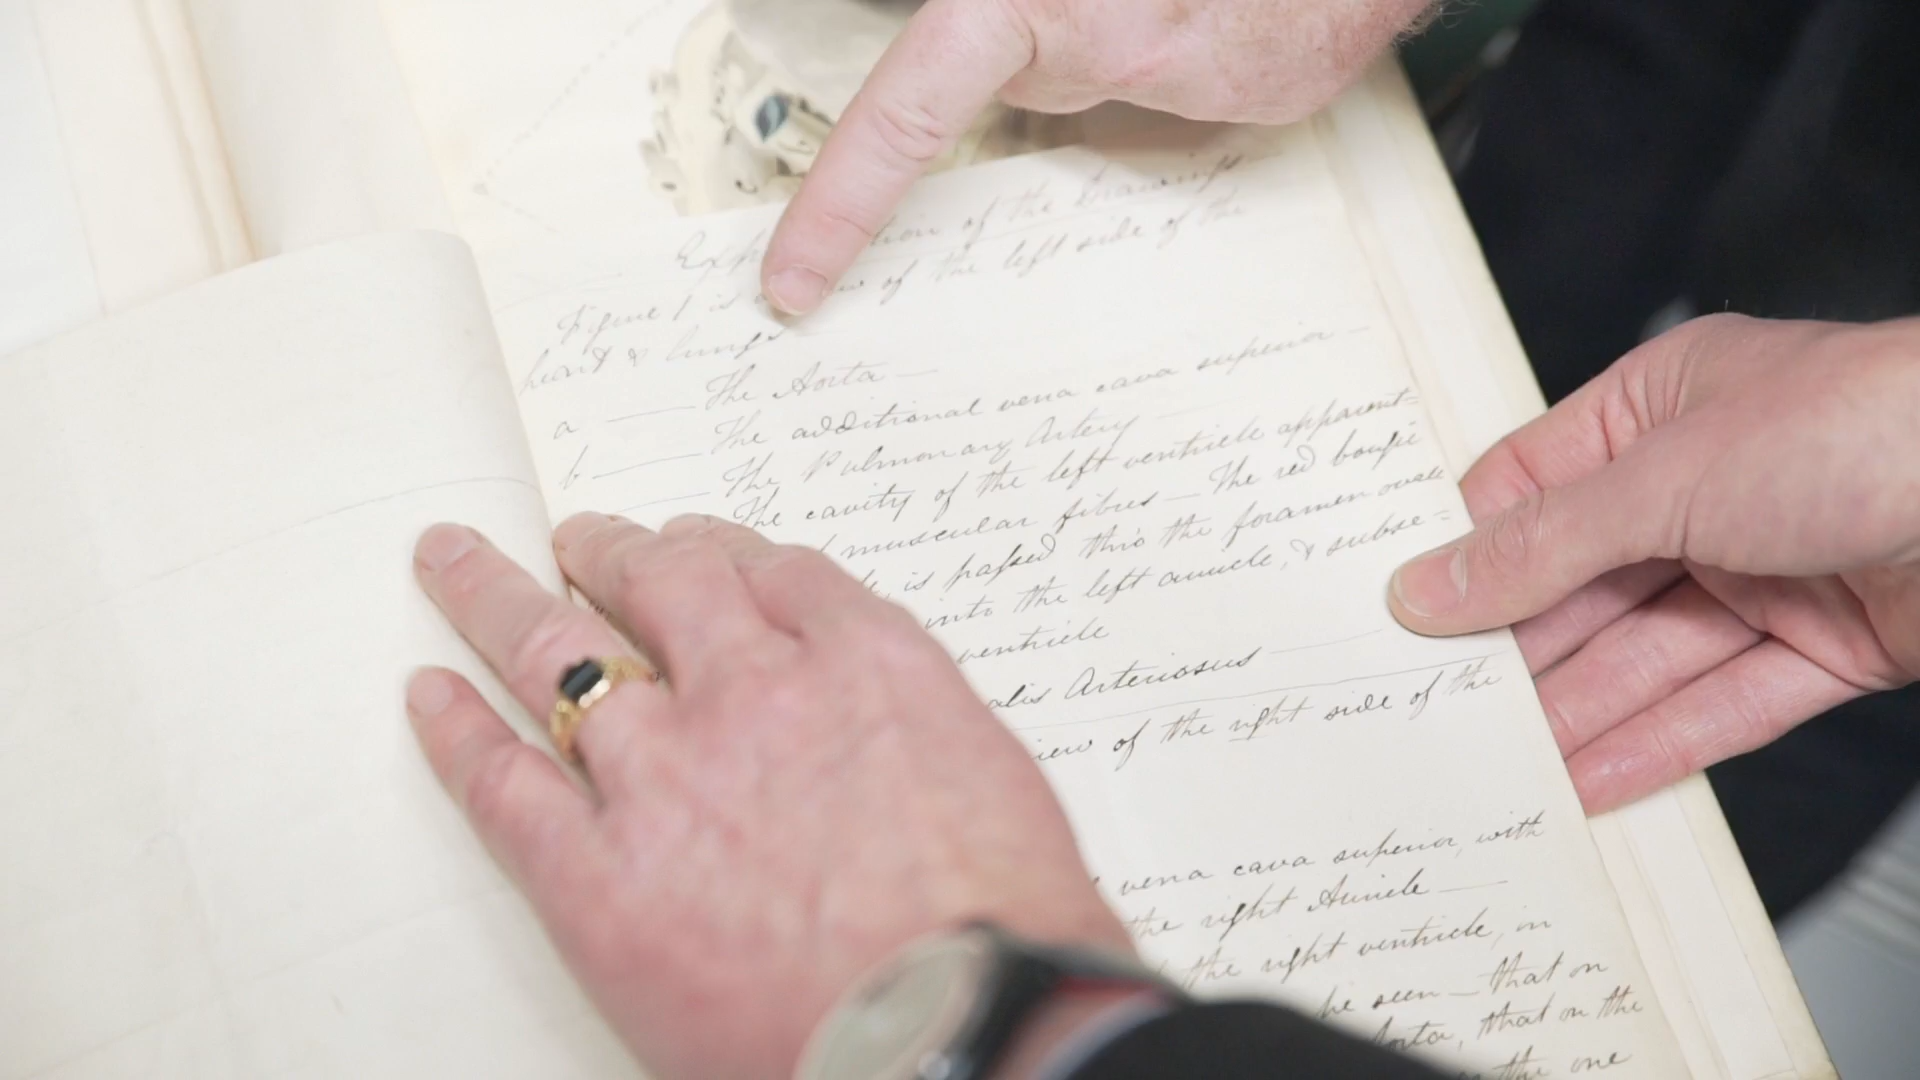 of the Drawings
Figure 1 is of the left side of the
heart & lungs
a The Aorta
b The additional vena cava superior
The Pulmonary Artery
The cavity of the left ventricle apparent-
muscular fibres - The red bougie
is passed thro the foramen ovale
into the left auricle, & subse=
ventricle
Arteriosus
view of the right side of the
vena cava superior, with
the right Auricle
the right ventricle, in
be seen - that on
Aorta, that on the
the one